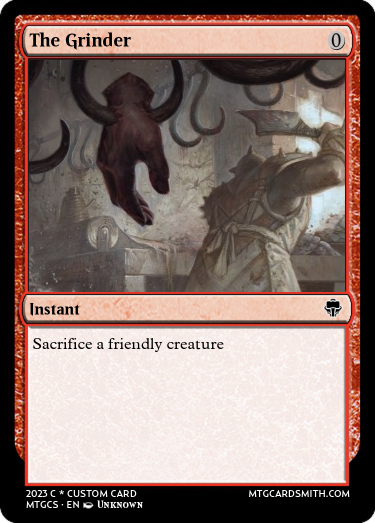 The Grinder 0
Instant
Sacrifice a friendly creature
2023 C * CUSTOM CARD MTGCARDSMITH.COM
MTGCS · EN UNKNOWN